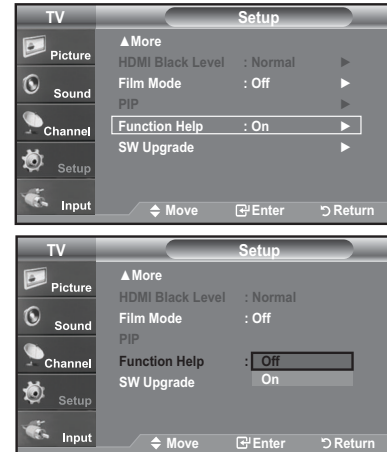 TV Setup
▲More
Picture
HDMI Black Level : Normal ►
Film Mode : Off ►
Sound
PIP ►
Channel
Function Help : On ►
SW Upgrade ►
Setup
Input
Move Enter Return
TV Setup
▲More
Picture
HDMI Black Level : Normal
Film Mode : Off
Sound
PIP
Channel
Function Help : Off
SW Upgrade On
Setup
Input
Move Enter Return